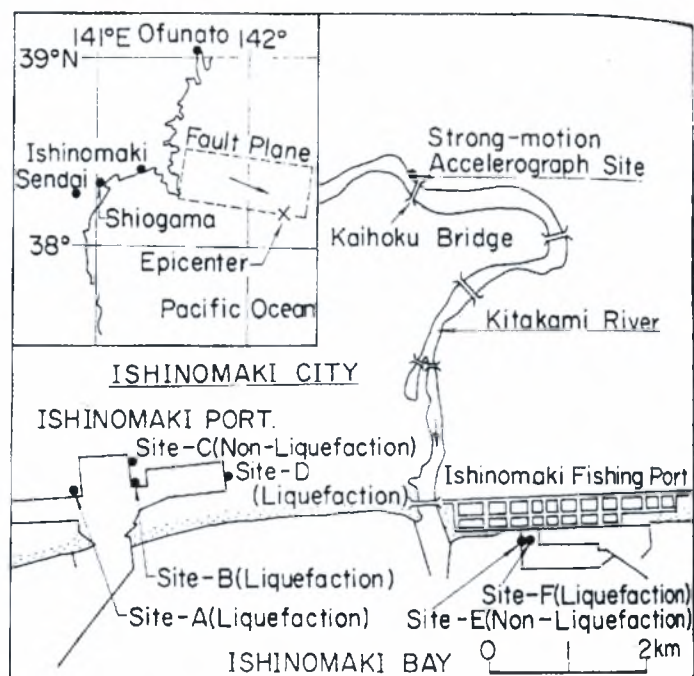 141°E Ofunato 142°
39°N
Fault Plane
Ishinomaki
Sendai
Shiogama
38°
Epicenter
Pacific Ocean
Strong-motion
Accelerograph Site
Kaihoku Bridge
Kitakami River
ISHINOMAKI CITY
ISHINOMAKI PORT.
Site-C(Non-Liquefaction)
Site-D
(Liquefaction)
Ishinomaki Fishing Port
Site-B(Liquefaction)
Site-A(Liquefaction)
Site-F(Liquefaction)
Site-E(Non-Liquefaction)
ISHINOMAKI BAY
0 2km